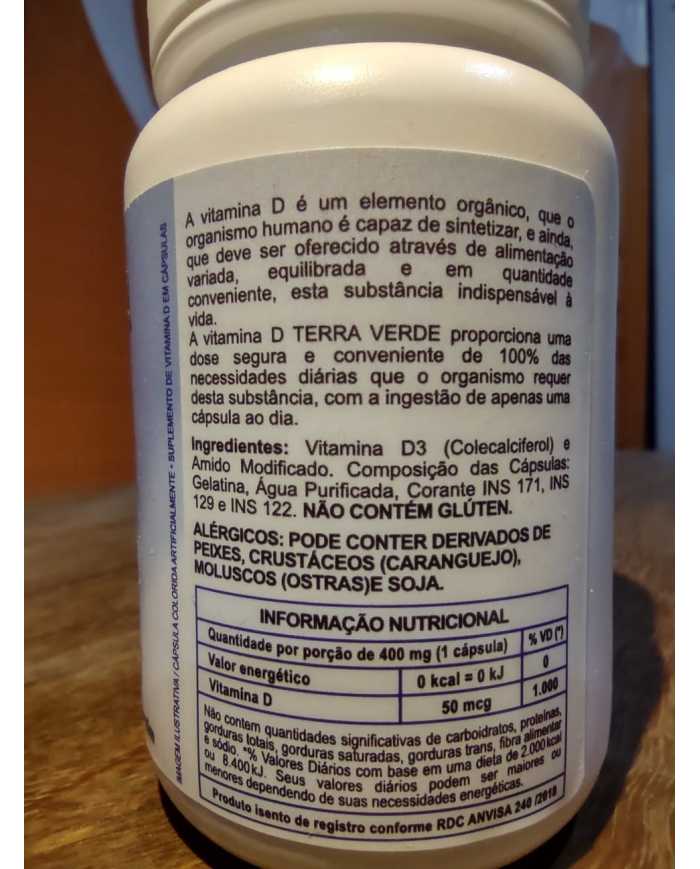 A vitamina D é um elemento orgânico, que o
organismo humano é capaz de sintetizar, e ainda,
que deve ser oferecido através de alimentação
variada, equilibrada e em quantidade
conveniente, esta substância indispensável à
vida.
A vitamina D TERRA VERDE proporciona uma
dose segura e conveniente de 100% das
necessidades diárias que o organismo requer
desta substância, com a ingestão de apenas uma
cápsula ao dia.
Ingredientes: Vitamina D3 (Colecalciferol) e
Amido Modificado. Composição das Cápsulas:
Gelatina, Água Purificada, Corante INS 171, INS
129 e INS 122. NÃO CONTÉM GLÚTEN.
ALÉRGICOS: PODE CONTER DERIVADOS DE
PEIXES, CRUSTÁCEOS (CARANGUEJO),
MOLUSCOS (OSTRAS)E SOJA.
INFORMAÇÃO NUTRICIONAL
Quantidade por porção de 400 mg (1 cápsula) % VD (*)
Valor energético 0 kcal = 0 kJ 0
Vitamina D 50 mcg 1.000
Não contem quantidades significativas de carboidratos, proteinas,
gorduras totais, gorduras saturadas, gorduras trans, fibra alimentar
e sódio. *% Valores Diários com base em uma dieta de 2.000kcal
ou 8.400kJ. Seus valores diários podem ser maiores ou
menores dependendo de suas necessidades energéticas.
Produto isento de registro conforme RDC ANVISA 240 /2018
IMAGEM ILUSTRATIVA / CÁPSULA COLORIDA ARTIFICIALMENTE • SUPLEMENTO DE VITAMINA D EM CÁPSULAS